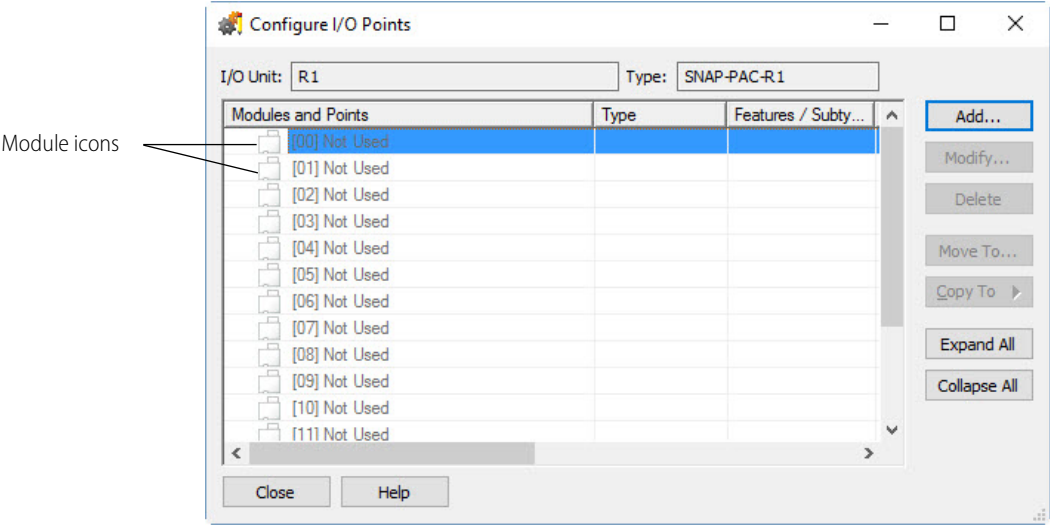 Configure I/O Points
I/O Unit: R1 Type: SNAP-PAC-R1
Modules and Points Type Features / Subty...
Add...
[00] Not Used
Module icons
[01] Not Used
Modify...
[02] Not Used
Delete
[03] Not Used
[04] Not Used
Move To...
[05] Not Used
[06] Not Used
Copy To
[07] Not Used
[08] Not Used
Expand All
[09] Not Used
Collapse All
[10] Not Used
[11] Not Used
Close Help